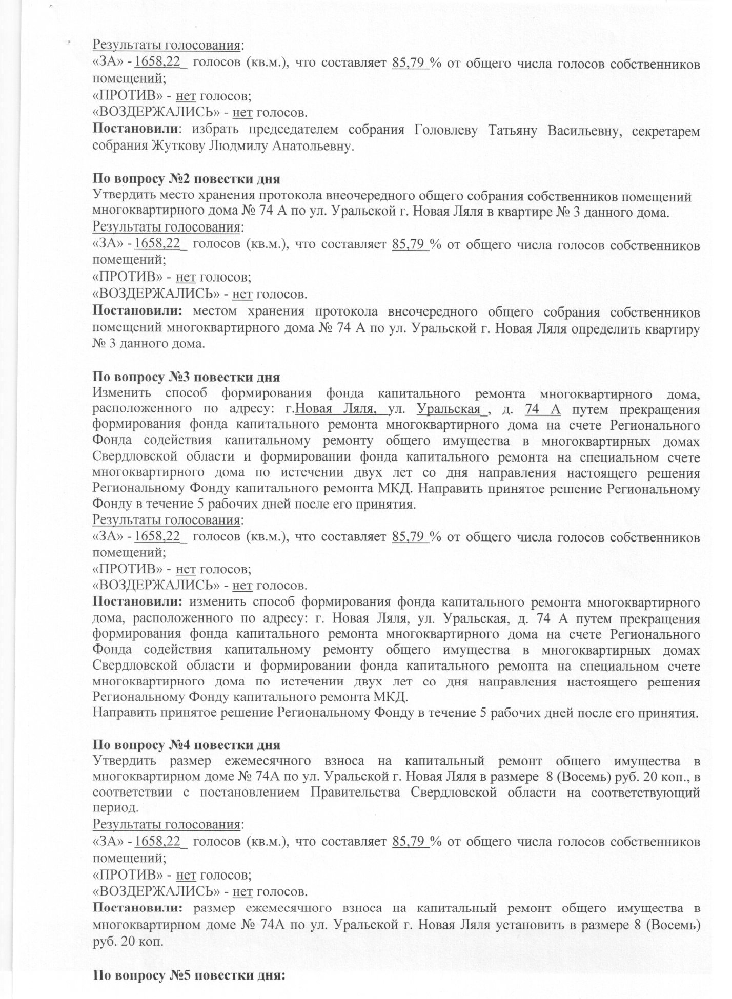 Результаты голосования:
«ЗА» - 1658,22_ голосов (кв.м.), что составляет 85,79_% от общего числа голосов собственников
помещений;
«ПРОТИВ» - нет голосов;
«ВОЗДЕРЖАЛИСЬ» - нет голосов.
Постановили: избрать председателем собрания Головлеву Татьяну Васильевну, секретарем
собрания Жуткову Людмилу Анатольевну.
По вопросу №2 повестки дня
Утвердить место хранения протокола внеочередного общего собрания собственников помещений
многоквартирного дома № 74 А по ул. Уральской г. Новая Ляля в квартире № 3 данного дома.
Результаты голосования:
«ЗА» - 1658,22_ голосов (кв.м.), что составляет 85,79_% от общего числа голосов собственников
помещений;
«ПРОТИВ» - нет голосов;
«ВОЗДЕРЖАЛИСЬ» - нет голосов.
Постановили: местом хранения протокола внеочередного общего собрания собственников
помещений многоквартирного дома № 74 А по ул. Уральской г. Новая Ляля определить квартиру
№ 3 данного дома.
По вопросу №3 повестки дня
Изменить способ формирования фонда капитального ремонта многоквартирного дома,
расположенного по адресу: г.Новая Ляля, ул. Уральская_, д. 74 А путем прекращения
формирования фонда капитального ремонта многоквартирного дома на счете Регионального
Фонда содействия капитальному ремонту общего имущества в многоквартирных домах
Свердловской области и формировании фонда капитального ремонта на специальном счете
многоквартирного дома по истечении двух лет со дня направления настоящего решения
Региональному Фонду капитального ремонта МКД. Направить принятое решение Региональному
Фонду в течение 5 рабочих дней после его принятия.
Результаты голосования:
«ЗА» - 1658,22_ голосов (кв.м.), что составляет 85,79_% от общего числа голосов собственников
помещений;
«ПРОТИВ» - нет голосов;
«ВОЗДЕРЖАЛИСЬ» - нет голосов.
Постановили: изменить способ формирования фонда капитального ремонта многоквартирного
дома, расположенного по адресу: г. Новая Ляля, ул. Уральская, д. 74 А путем прекращения
формирования фонда капитального ремонта многоквартирного дома на счете Регионального
Фонда содействия капитальному ремонту общего имущества в многоквартирных домах
Свердловской области и формировании фонда капитального ремонта на специальном счете
многоквартирного дома по истечении двух лет со дня направления настоящего решения
Региональному Фонду капитального ремонта МКД.
Направить принятое решение Региональному Фонду в течение 5 рабочих дней после его принятия.
По вопросу №4 повестки дня
Утвердить размер ежемесячного взноса на капитальный ремонт общего имущества в
многоквартирном доме № 74А по ул. Уральской г. Новая Ляля в размере 8 (Восемь) руб. 20 коп., в
соответствии с постановлением Правительства Свердловской области на соответствующий
период.
Результаты голосования:
«ЗА» - 1658,22_ голосов (кв.м.), что составляет 85,79_% от общего числа голосов собственников
помещений;
«ПРОТИВ» - нет голосов;
«ВОЗДЕРЖАЛИСЬ» - нет голосов.
Постановили: размер ежемесячного взноса на капитальный ремонт общего имущества в
многоквартирном доме № 74А по ул. Уральской г. Новая Ляля установить в размере 8 (Восемь)
руб. 20 коп.
По вопросу №5 повестки дня: